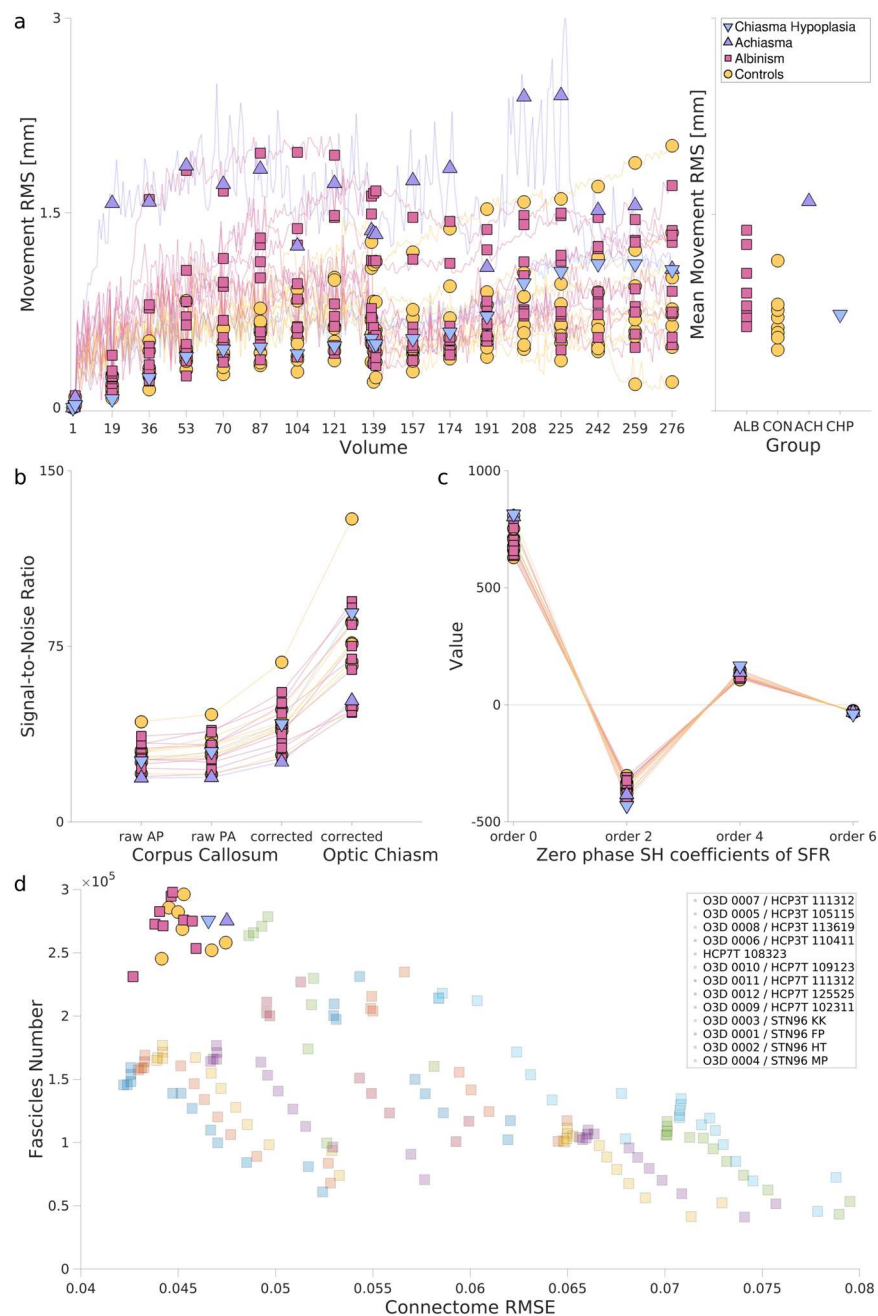 a
3
1.5
0
Movement RMS [mm]
1 19 36 53 70 87 104 121 139 157 174 191 208 225 242 259 276
Volume
Mean Movement RMS [mm]
Chiasma Hypoplasia
Achiasma
Albinism
Controls
ALB CON ACH CHP
Group
b
150
75
0
Signal-to-Noise Ratio
raw AP raw PA corrected corrected
Corpus Callosum Optic Chiasm
c
1000
500
0
-500
Value
order 0 order 2 order 4 order 6
Zero phase SH coefficients of SFR
d
×10⁵
3
2.5
2
1.5
1
0.5
0
Fascicles Number
O3D 0007 / HCP3T 111312
O3D 0005 / HCP3T 105115
O3D 0008 / HCP3T 113619
O3D 0006 / HCP3T 110411
HCP7T 108323
O3D 0010 / HCP7T 109123
O3D 0011 / HCP7T 111312
O3D 0012 / HCP7T 125525
O3D 0009 / HCP7T 102311
O3D 0003 / STN96 KK
O3D 0001 / STN96 FP
O3D 0002 / STN96 HT
O3D 0004 / STN96 MP
0.04 0.045 0.05 0.055 0.06 0.065 0.07 0.075 0.08
Connectome RMSE